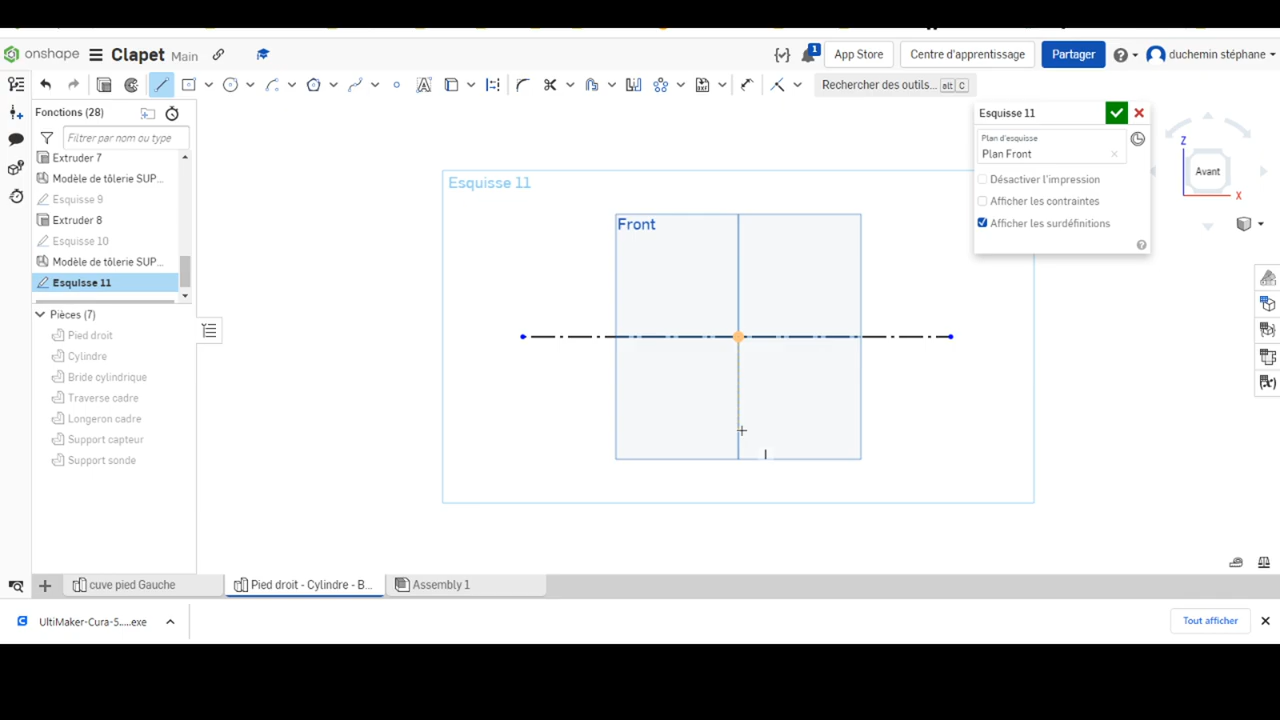 onshape
Clapet Main
1
App Store
Centre d'apprentissage
Partager
duchemin stéphane
Rechercher des outils... alt C
Fonctions (28)
Filtrer par nom ou type
Extruder 7
Modèle de tôlerie SUP...
Esquisse 9
Extruder 8
Esquisse 10
Modèle de tôlerie SUP...
Esquisse 11
Pièces (7)
Pied droit
Cylindre
Bride cylindrique
Traverse cadre
Longeron cadre
Support capteur
Support sonde
Esquisse 11
Front
Esquisse 11
Plan d'esquisse
Plan Front
Désactiver l'impression
Afficher les contraintes
Afficher les surdéfinitions
Z
Avant
X
cuve pied Gauche
Pied droit - Cylindre - B...
Assembly 1
UltiMaker-Cura-5.....exe
Tout afficher